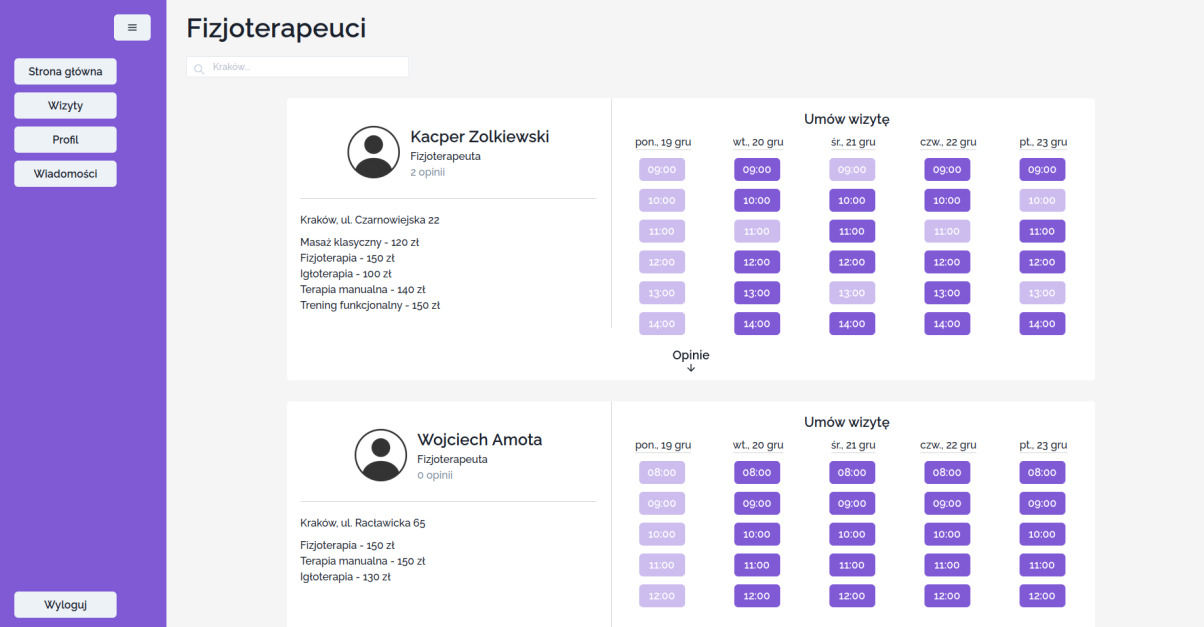 Fizjoterapeuci
Kraków...
Strona główna
Wizyty
Profil
Wiadomości
Wyloguj
Kacper Zolkiewski
Fizjoterapeuta
2 opinii
Kraków, ul. Czarnowiejska 22
Masaż klasyczny - 120 zł
Fizjoterapia - 150 zł
Igłoterapia - 100 zł
Terapia manualna - 140 zł
Trening funkcjonalny - 150 zł
Umów wizytę
pon., 19 gru wt., 20 gru śr., 21 gru czw., 22 gru pt., 23 gru
09:00 09:00 09:00 09:00 09:00
10:00 10:00 10:00 10:00 10:00
11:00 11:00 11:00 11:00 11:00
12:00 12:00 12:00 12:00 12:00
13:00 13:00 13:00 13:00 13:00
14:00 14:00 14:00 14:00 14:00
Opinie
Wojciech Amota
Fizjoterapeuta
0 opinii
Kraków, ul. Racławicka 65
Fizjoterapia - 150 zł
Terapia manualna - 150 zł
Igłoterapia - 130 zł
Umów wizytę
pon., 19 gru wt., 20 gru śr., 21 gru czw., 22 gru pt., 23 gru
08:00 08:00 08:00 08:00 08:00
09:00 09:00 09:00 09:00 09:00
10:00 10:00 10:00 10:00 10:00
11:00 11:00 11:00 11:00 11:00
12:00 12:00 12:00 12:00 12:00